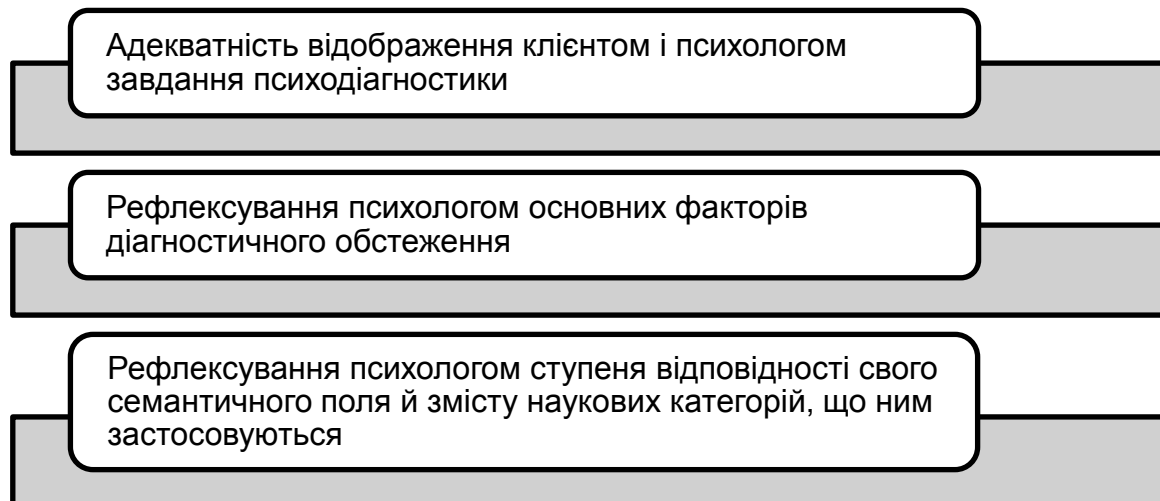 Адекватність відображення клієнтом і психологом
завдання психодіагностики
Рефлексування психологом основних факторів
діагностичного обстеження
Рефлексування психологом ступеня відповідності свого
семантичного поля й змісту наукових категорій, що ним
застосовуються